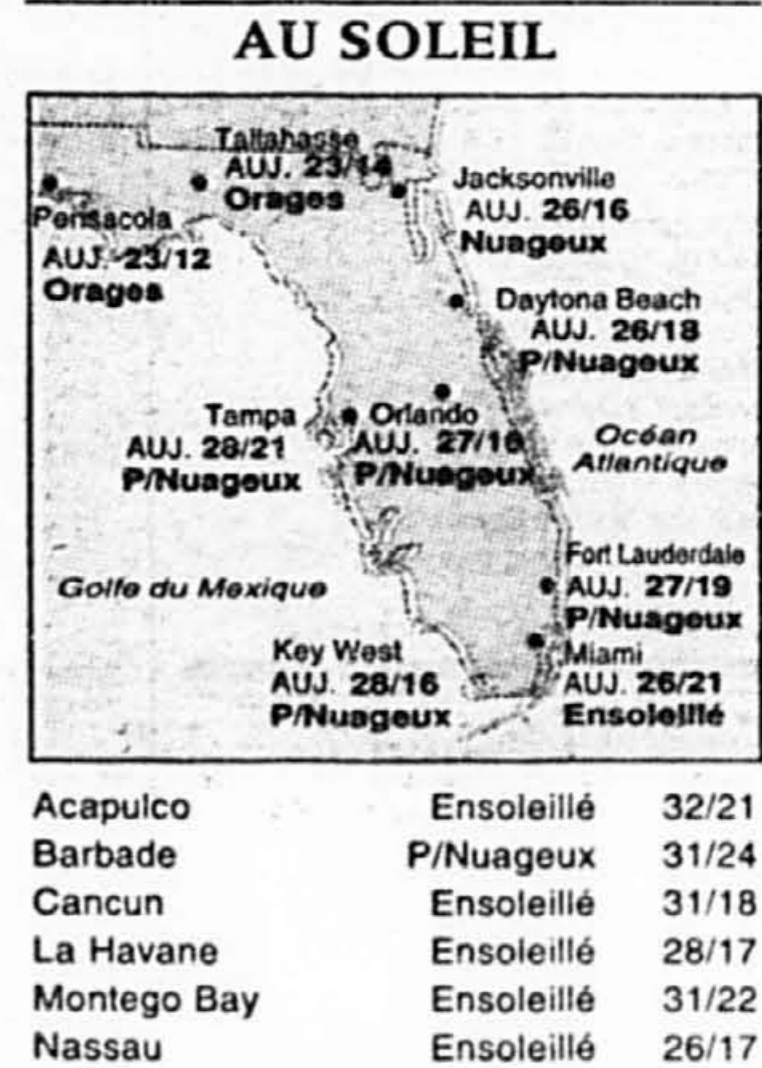 AU SOLEIL
Tallahasse
AUJ. 23/14
Orages
Pensacola
AUJ. 23/12
Orages
Jacksonville
AUJ. 26/16
Nuageux
Daytona Beach
AUJ. 26/18
P/Nuageux
Tampa
AUJ. 28/21
P/Nuageux
Orlando
AUJ. 27/16
P/Nuageux
Océan
Atlantique
Golfe du Mexique
Fort Lauderdale
AUJ. 27/19
P/Nuageux
Key West
AUJ. 28/16
P/Nuageux
Miami
AUJ. 26/21
Ensoleillé
Acapulco Ensoleillé 32/21
Barbade P/Nuageux 31/24
Cancun Ensoleillé 31/18
La Havane Ensoleillé 28/17
Montego Bay Ensoleillé 31/22
Nassau Ensoleillé 26/17